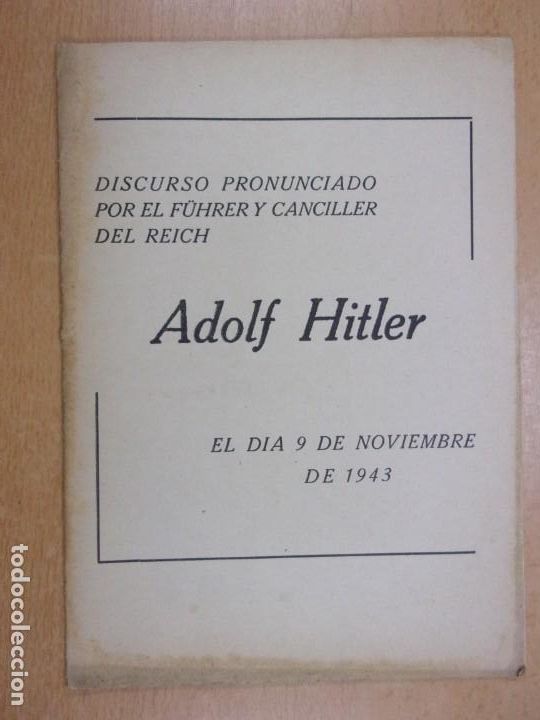 DISCURSO PRONUNCIADO
POR EL FÜHRER Y CANCILLER
DEL REICH
Adolf Hitler
EL DIA 9 DE NOVIEMBRE
DE 1943
todocoleccion